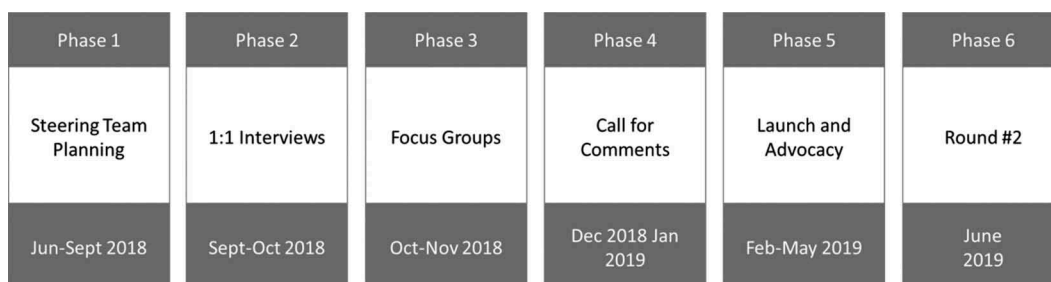 Phase 1
Phase 2
Phase 3
Phase 4
Phase 5
Phase 6
Steering Team
Planning
1:1 Interviews
Focus Groups
Call for
Comments
Launch and
Advocacy
Round #2
Jun-Sept 2018
Sept-Oct 2018
Oct-Nov 2018
Dec 2018 Jan
2019
Feb-May 2019
June
2019